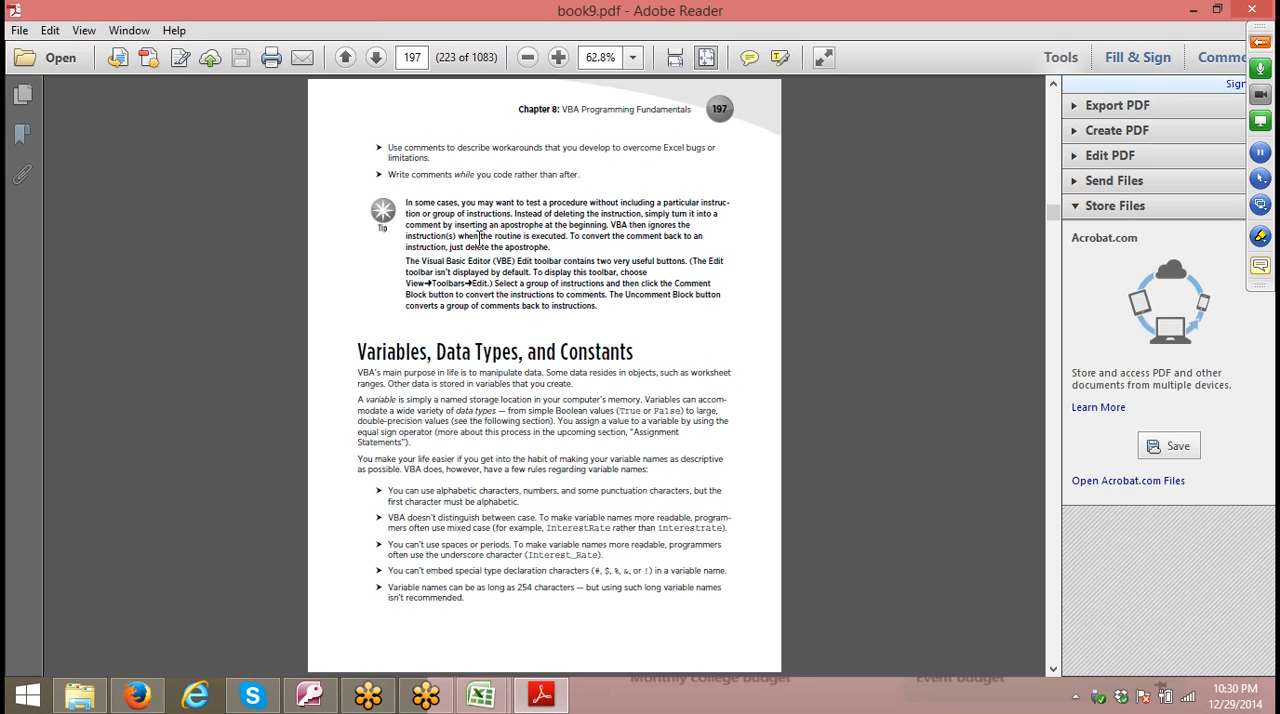 book9.pdf - Adobe Reader
File Edit View Window Help
Open 197 (223 of 1083) 62.8% Tools Fill & Sign Comme
Sign
Chapter 8: VBA Programming Fundamentals 197
➤ Use comments to describe workarounds that you develop to overcome Excel bugs or
limitations.
➤ Write comments while you code rather than after.
In some cases, you may want to test a procedure without including a particular instruc-
tion or group of instructions. Instead of deleting the instruction, simply turn it into a
comment by inserting an apostrophe at the beginning. VBA then ignores the
instruction(s) when the routine is executed. To convert the comment back to an
instruction, just delete the apostrophe.
Tip
The Visual Basic Editor (VBE) Edit toolbar contains two very useful buttons. (The Edit
toolbar isn't displayed by default. To display this toolbar, choose
View➜Toolbars➜Edit.) Select a group of instructions and then click the Comment
Block button to convert the instructions to comments. The Uncomment Block button
converts a group of comments back to instructions.
Variables, Data Types, and Constants
VBA's main purpose in life is to manipulate data. Some data resides in objects, such as worksheet
ranges. Other data is stored in variables that you create.
A variable is simply a named storage location in your computer's memory. Variables can accom-
modate a wide variety of data types — from simple Boolean values (True or False) to large,
double-precision values (see the following section). You assign a value to a variable by using the
equal sign operator (more about this process in the upcoming section, "Assignment
Statements").
You make your life easier if you get into the habit of making your variable names as descriptive
as possible. VBA does, however, have a few rules regarding variable names:
➤ You can use alphabetic characters, numbers, and some punctuation characters, but the
first character must be alphabetic.
➤ VBA doesn't distinguish between case. To make variable names more readable, program-
mers often use mixed case (for example, InterestRate rather than interestrate).
➤ You can't use spaces or periods. To make variable names more readable, programmers
often use the underscore character (Interest_Rate).
➤ You can't embed special type declaration characters (#, $, %, &, or !) in a variable name.
➤ Variable names can be as long as 254 characters — but using such long variable names
isn't recommended.
Export PDF
Create PDF
Edit PDF
Send Files
Store Files
Acrobat.com
Store and access PDF and other
documents from multiple devices.
Learn More
Save
Open Acrobat.com Files
Monthly college budget Event budget
10:30 PM
12/29/2014